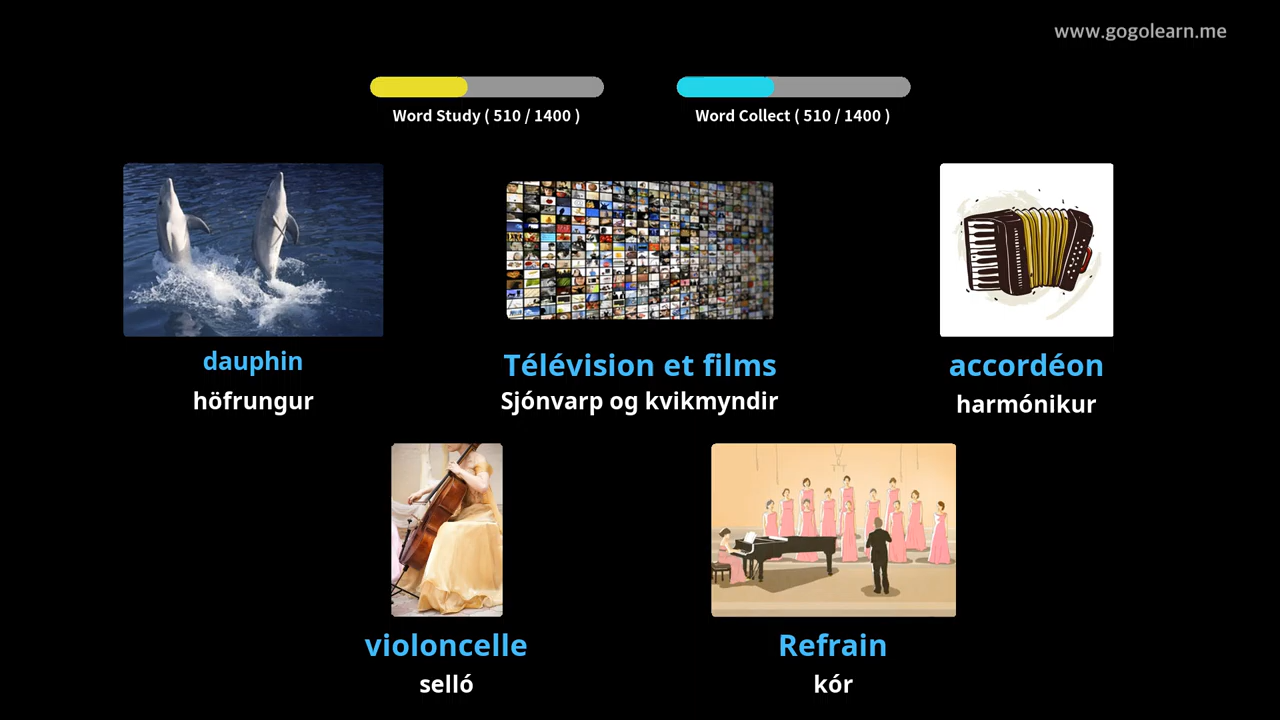 www.gogolearn.me
Word Study ( 510 / 1400 )
Word Collect ( 510 / 1400 )
dauphin
höfrungur
Télévision et films
Sjónvarp og kvikmyndir
accordéon
harmónikur
violoncelle
selló
Refrain
kór